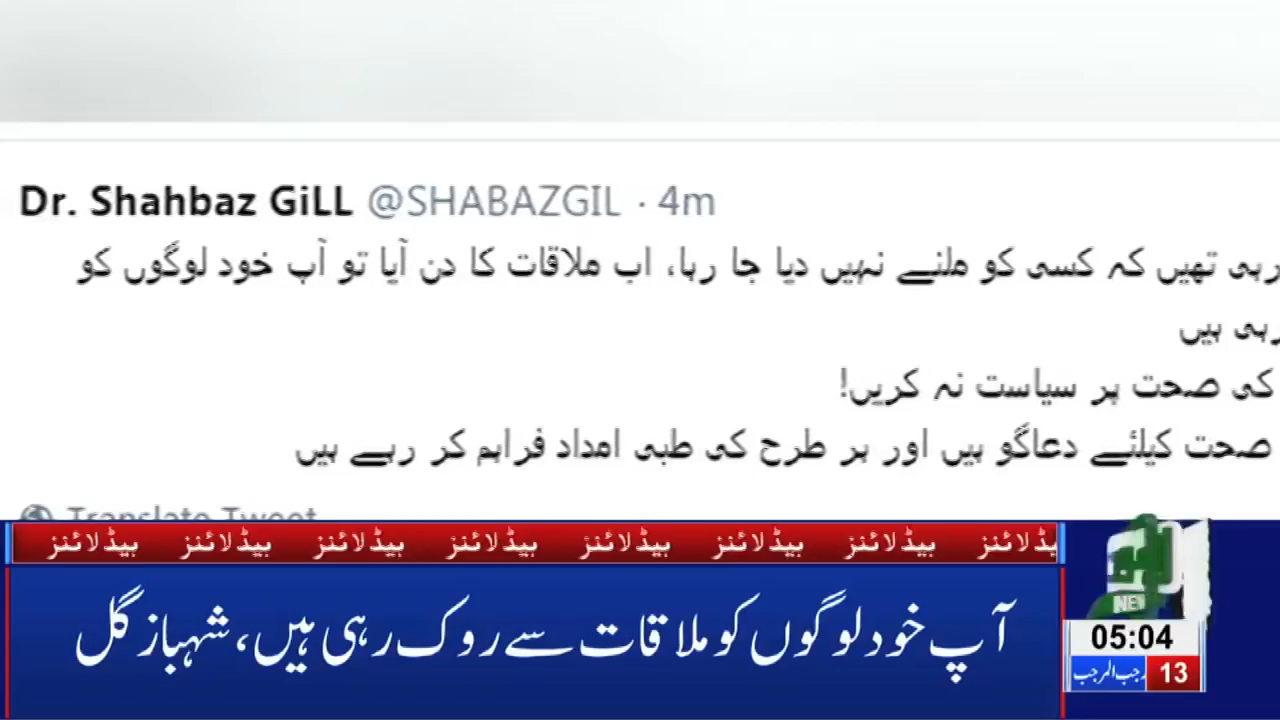 Dr. Shahbaz GiLL @SHABAZGIL · 4m
رہی تھیں کہ کسی کو ملنے نہیں دیا جا رہا، اب ملاقات کا دن آیا تو آپ خود لوگوں کو
رہی ہیں
کی صحت پر سیاست نہ کریں!
صحت کیلئے دعاگو ہیں اور ہر طرح کی طبی امداد فراہم کر رہے ہیں
Translate Tweet
ہیڈلائنز ہیڈلائنز ہیڈلائنز ہیڈلائنز ہیڈلائنز ہیڈلائنز ہیڈلائنز ہیڈلائنز
آپ خود لوگوں کو ملاقات سے روک رہی ہیں، شہباز گل
NEW
05:04
13 رجب المرجب